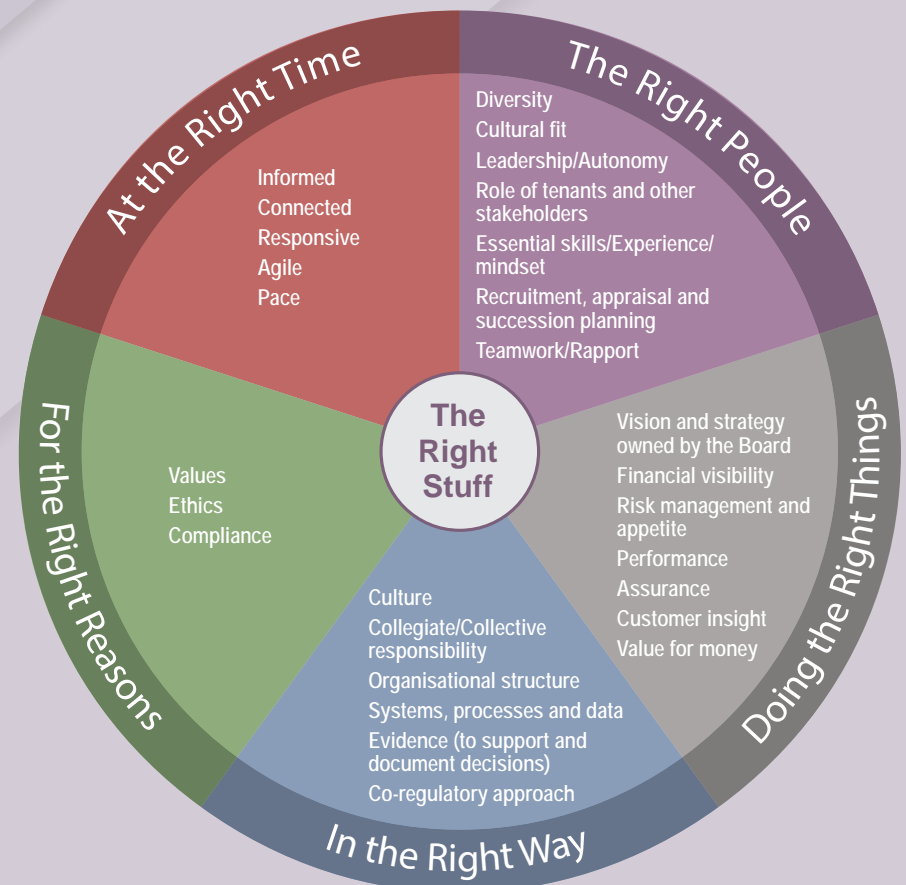 The Right People
Diversity
Cultural fit
Leadership/Autonomy
Role of tenants and other
stakeholders
Essential skills/Experience/
mindset
Recruitment, appraisal and
succession planning
Teamwork/Rapport
Doing the Right Things
Vision and strategy
owned by the Board
Financial visibility
Risk management and
appetite
Performance
Assurance
Customer insight
Value for money
In the Right Way
Culture
Collegiate/Collective
responsibility
Organisational structure
Systems, processes and data
Evidence (to support and
document decisions)
Co-regulatory approach
For the Right Reasons
Values
Ethics
Compliance
At the Right Time
Informed
Connected
Responsive
Agile
Pace
The
Right
Stuff